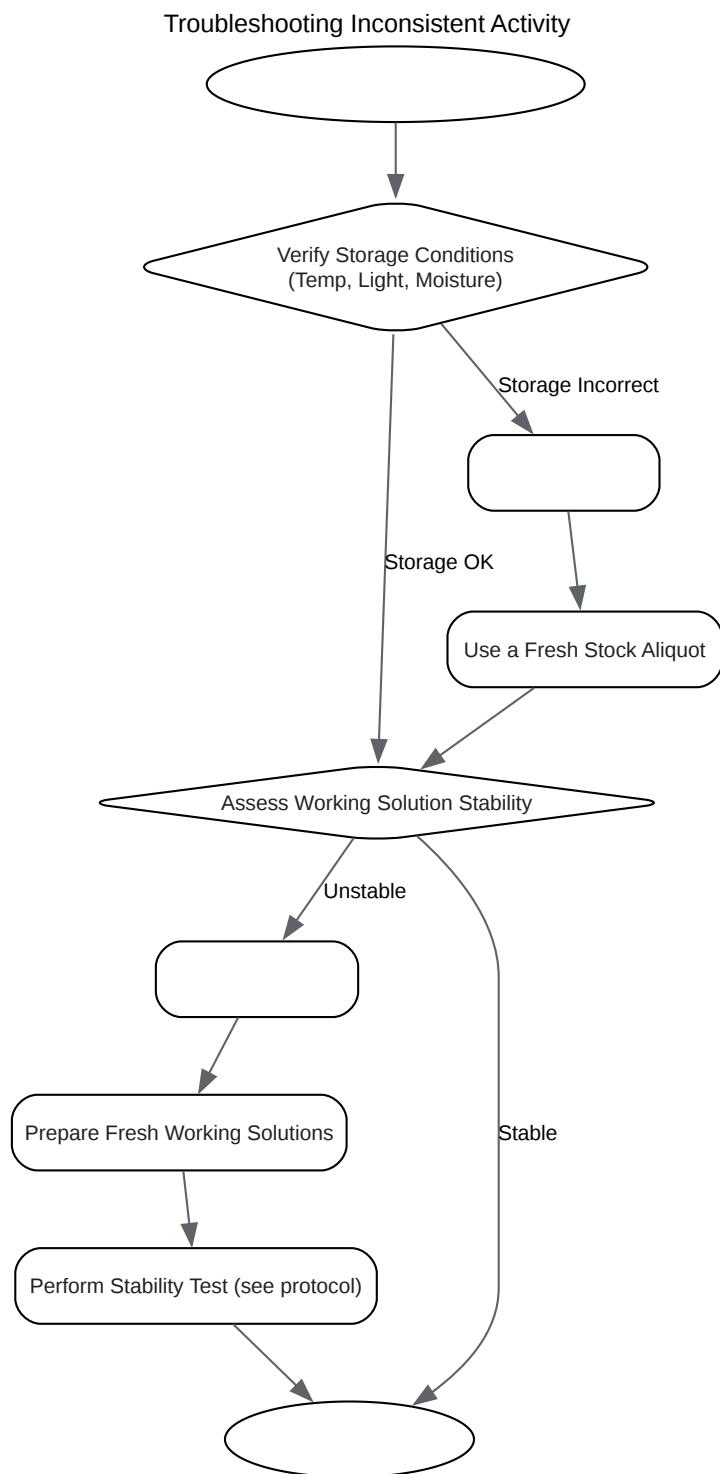 Troubleshooting Inconsistent Activity
Verify Storage Conditions
(Temp, Light, Moisture)
Storage Incorrect
Storage OK
Use a Fresh Stock Aliquot
Assess Working Solution Stability
Unstable
Prepare Fresh Working Solutions
Stable
Perform Stability Test (see protocol)